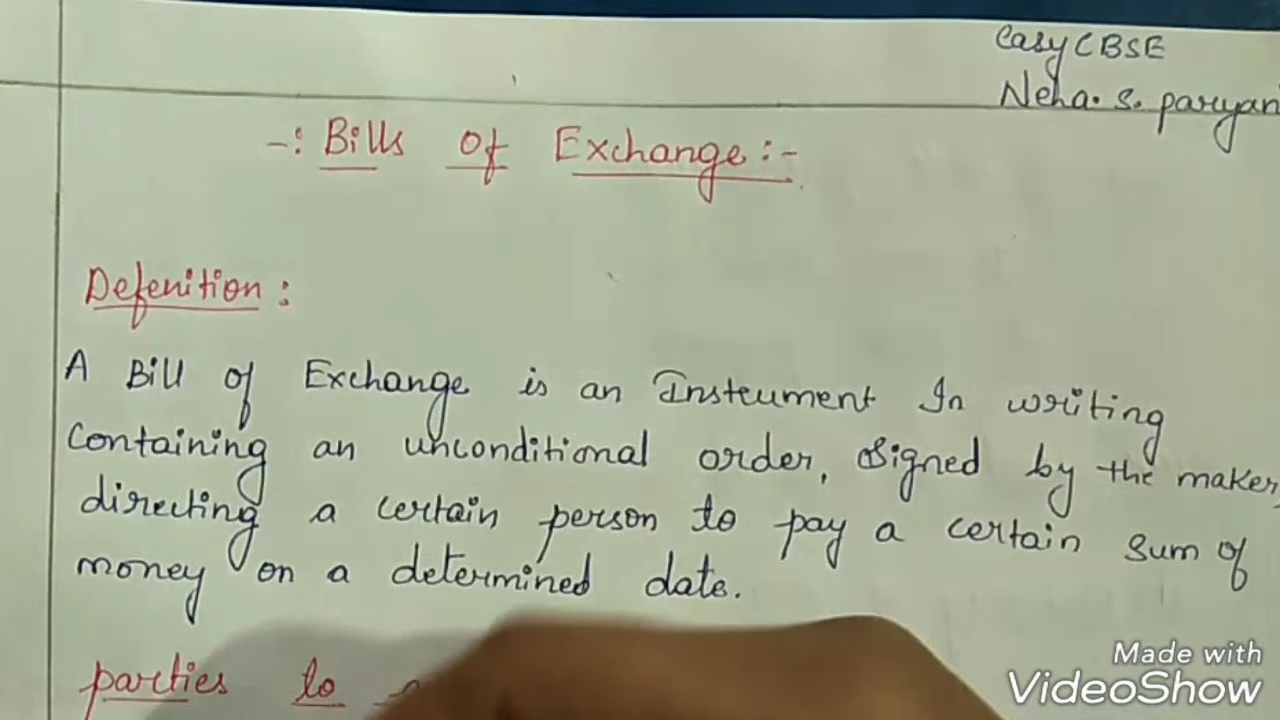 easy CBSE
Neha. S. paryani
-: Bills Of Exchange :-
Defenition :
A Bill of Exchange is an Instrument In writing
Containing an unconditional order, signed by the maker,
directing a certain person to pay a certain sum of
money on a determined date.
parties to
Made with
VideoShow